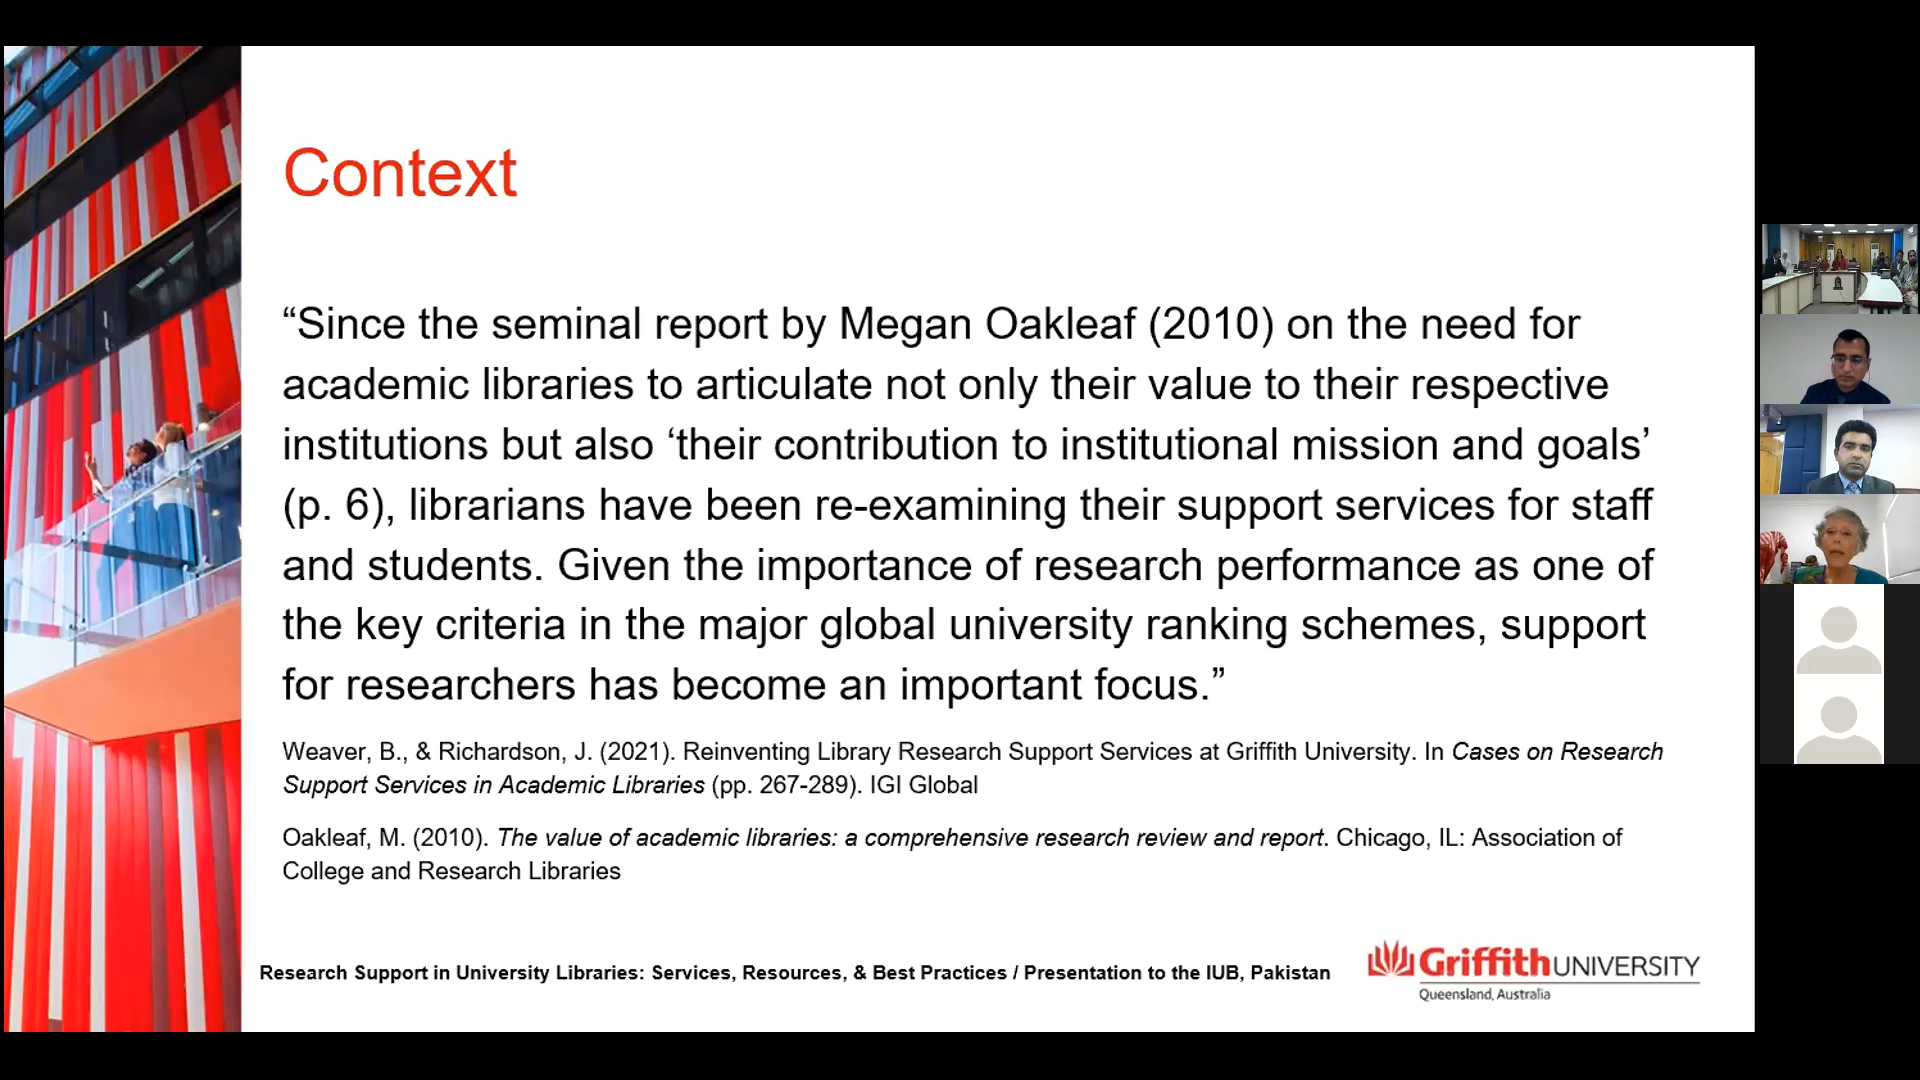 Context
“Since the seminal report by Megan Oakleaf (2010) on the need for
academic libraries to articulate not only their value to their respective
institutions but also ‘their contribution to institutional mission and goals’
(p. 6), librarians have been re-examining their support services for staff
and students. Given the importance of research performance as one of
the key criteria in the major global university ranking schemes, support
for researchers has become an important focus.”
Weaver, B., & Richardson, J. (2021). Reinventing Library Research Support Services at Griffith University. In Cases on Research
Support Services in Academic Libraries (pp. 267-289). IGI Global
Oakleaf, M. (2010). The value of academic libraries: a comprehensive research review and report. Chicago, IL: Association of
College and Research Libraries
Research Support in University Libraries: Services, Resources, & Best Practices / Presentation to the IUB, Pakistan
Griffith UNIVERSITY
Queensland, Australia